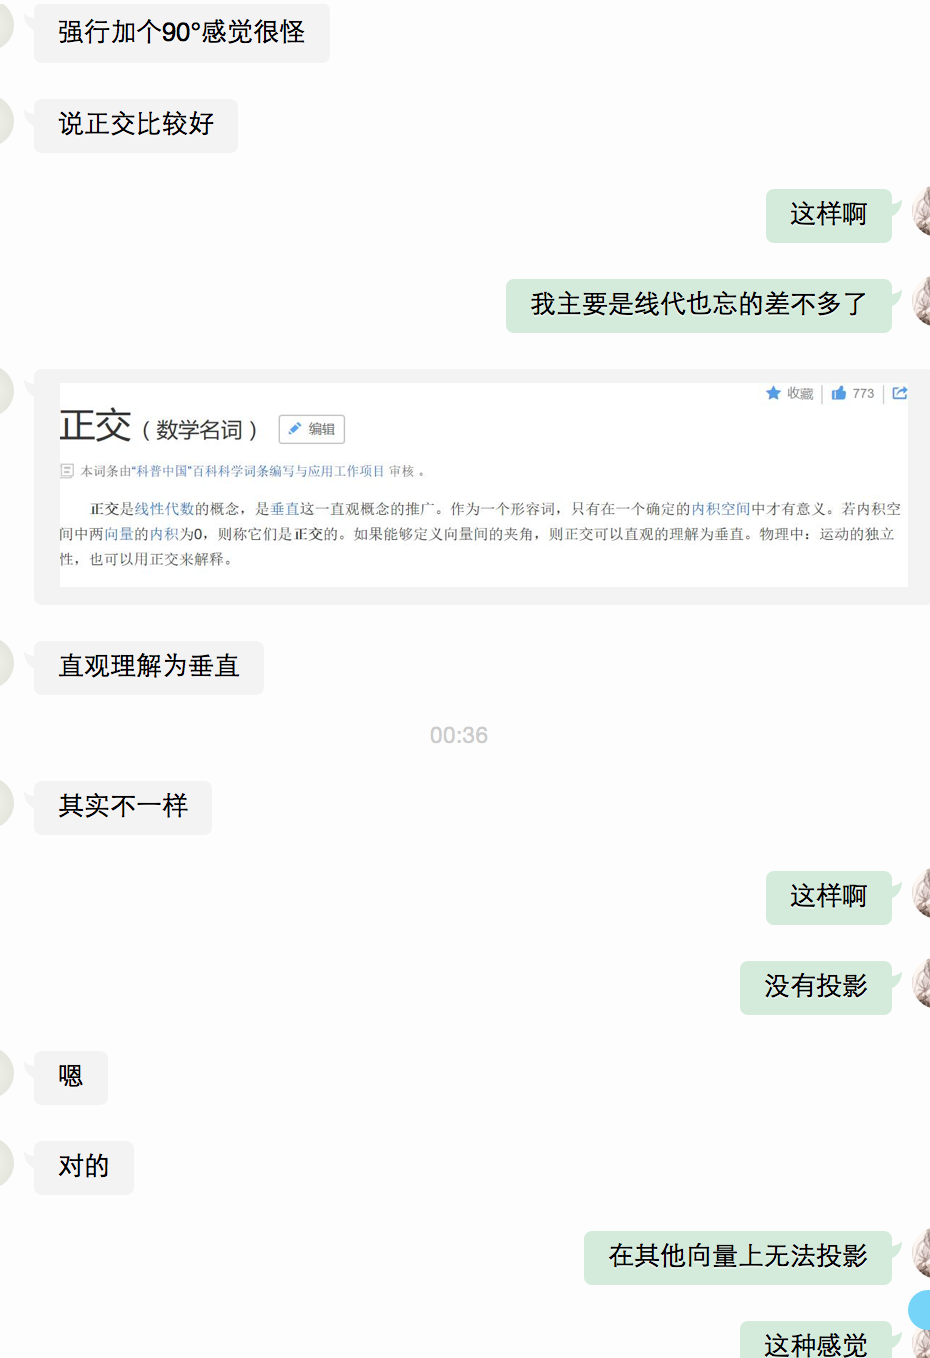 强行加个90°感觉很怪
说正交比较好
这样啊
我主要是线代也忘的差不多了
收藏 773
正交（数学名词） 编辑
本词条由“科普中国”百科科学词条编写与应用工作项目 审核 。
正交是线性代数的概念，是垂直这一直观概念的推广。作为一个形容词，只有在一个确定的内积空间中才有意义。若内积空
间中两向量的内积为0，则称它们是正交的。如果能够定义向量间的夹角，则正交可以直观的理解为垂直。物理中：运动的独立
性，也可以用正交来解释。
直观理解为垂直
00:36
其实不一样
这样啊
没有投影
嗯
对的
在其他向量上无法投影
这种感觉